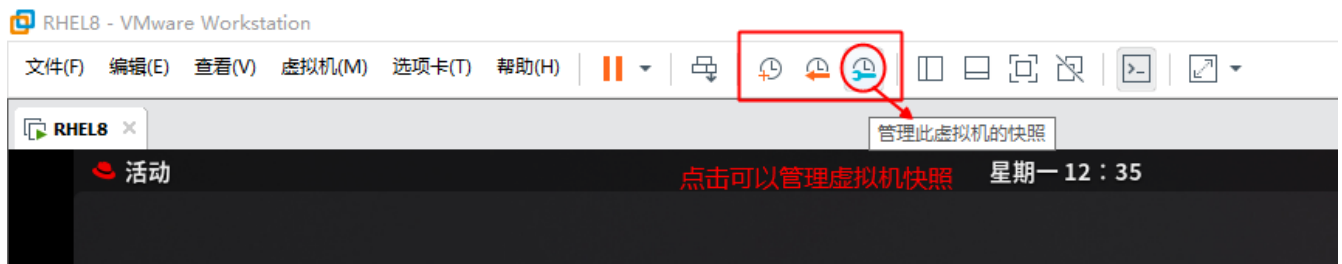 RHEL8 - VMware Workstation
文件(F) 编辑(E) 查看(V) 虚拟机(M) 选项卡(T) 帮助(H)
RHEL8
管理此虚拟机的快照
活动 点击可以管理虚拟机快照 星期一 12：35